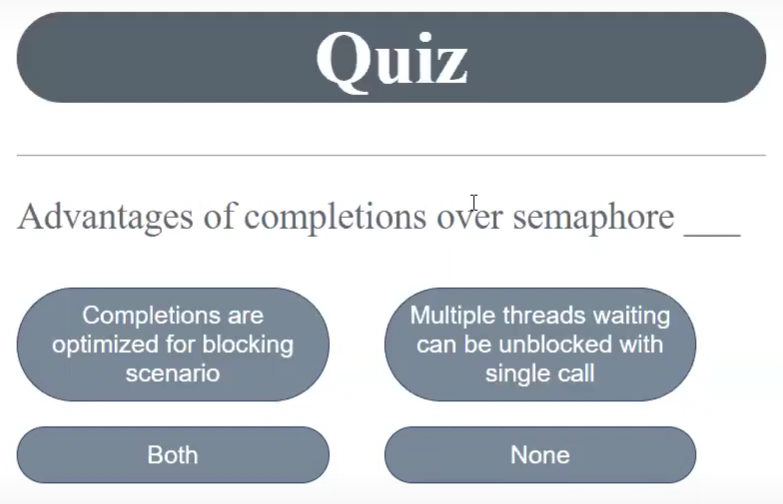 Quiz
Advantages of completions over semaphore ___
Completions are
optimized for blocking
scenario
Multiple threads waiting
can be unblocked with
single call
Both
None